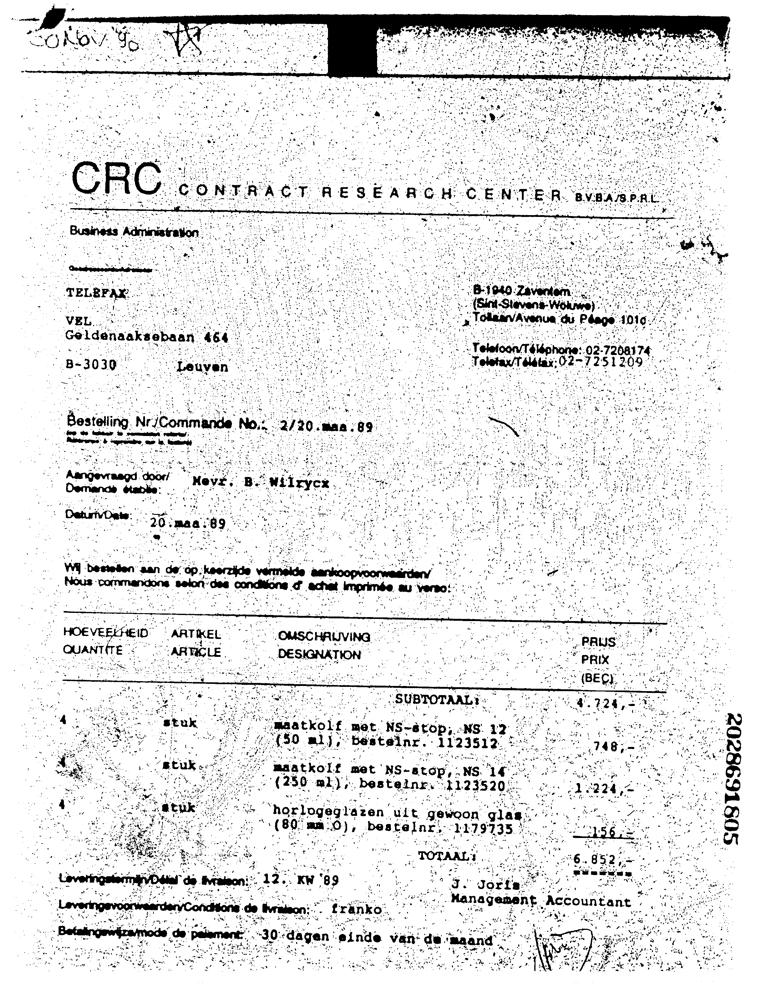 30 NOV '90
CRC CONTRACT RESEARCH CENTER B.V.B.A./S.P.R.L.
Business Administration
TELEFAX
VEL
Geldenaaksebaan 464
B-3030 Leuven
B-1940 Zaventem
(Sint-Stevens-Woluwe)
Tollaan/Avenue du Péage 101d
Telefoon/Téléphone: 02-7208174
Telefax/Téléfax: 02-7251209
Bestelling Nr./Commande No.: 2/20.maa.89
Aangevraagd door/
Demande établie: Mevr. B. Wilrycx
Datum/Date: 20.maa.89
Wij bestellen aan de op keerzijde vermelde aankoopvoorwaarden/
Nous commandons selon des conditions d' achat imprimée au verso:
HOEVEELHEID ARTIKEL OMSCHRIJVING PRIJS
QUANTITÉ ARTICLE DESIGNATION PRIX
(BEC)
SUBTOTAAL: 4.724,-
4 stuk maatkolf met NS-stop, NS 12
(50 ml), bestelnr. 1123512 748,-
4 stuk maatkolf met NS-stop, NS 14
(250 ml), bestelnr. 1123520 1.224,-
4 stuk horlogeglazen uit gewoon glas
(80 mm O), bestelnr. 1179735 156,-
TOTAAL: 6.852,-
=======
Leveringstermijn/Délai de livraison: 12. KW '89
J. Joris
Management Accountant
Leveringsvoorwaarden/Conditions de livraison: franko
Betalingswijze/mode de paiement: 30 dagen einde van de maand
2028691805